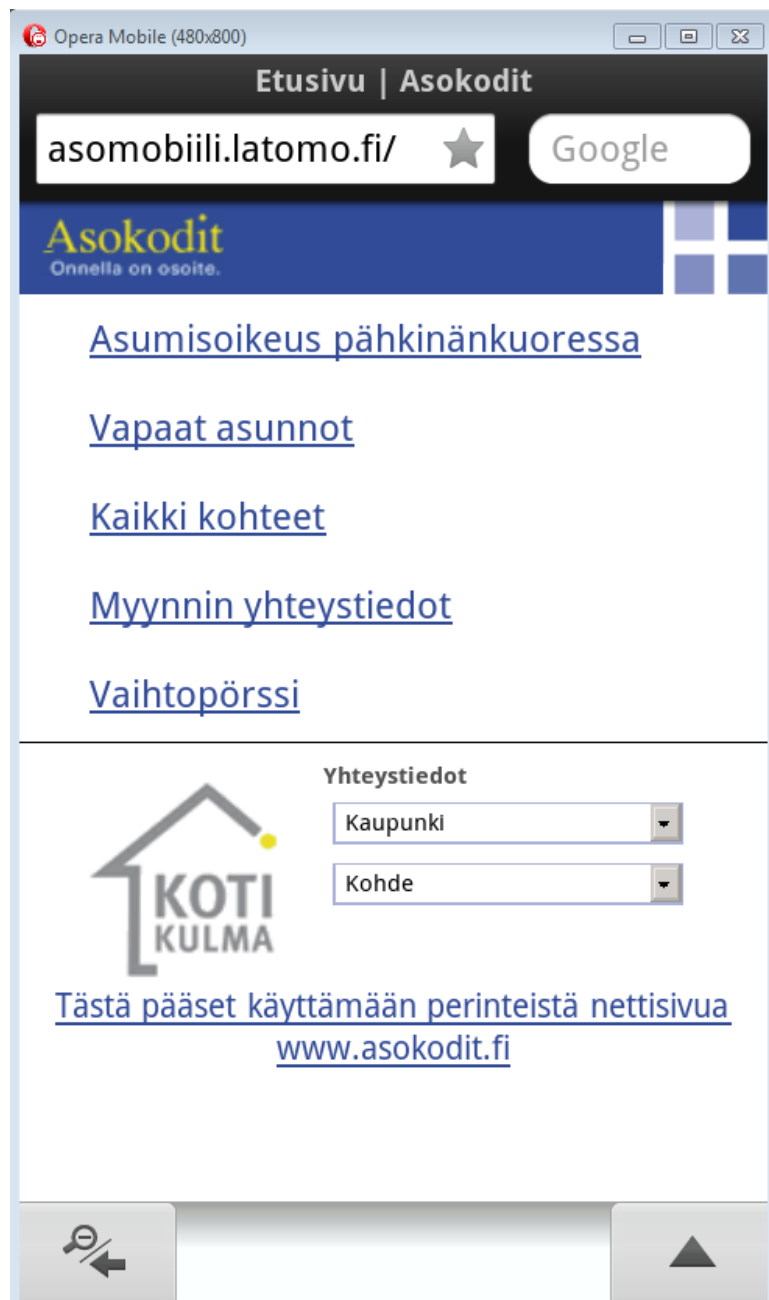 Opera Mobile (480x800)
Etusivu | Asokodit
asomobiili.latomo.fi/
Google
Asokodit
Onnella on osoite.
Asumisoikeus pähkinänkuoressa
Vapaat asunnot
Kaikki kohteet
Myynnin yhteystiedot
Vaihtopörssi
Yhteystiedot
Kaupunki
Kohde
KOTI
KULMA
Tästä pääset käyttämään perinteistä nettisivua
www.asokodit.fi